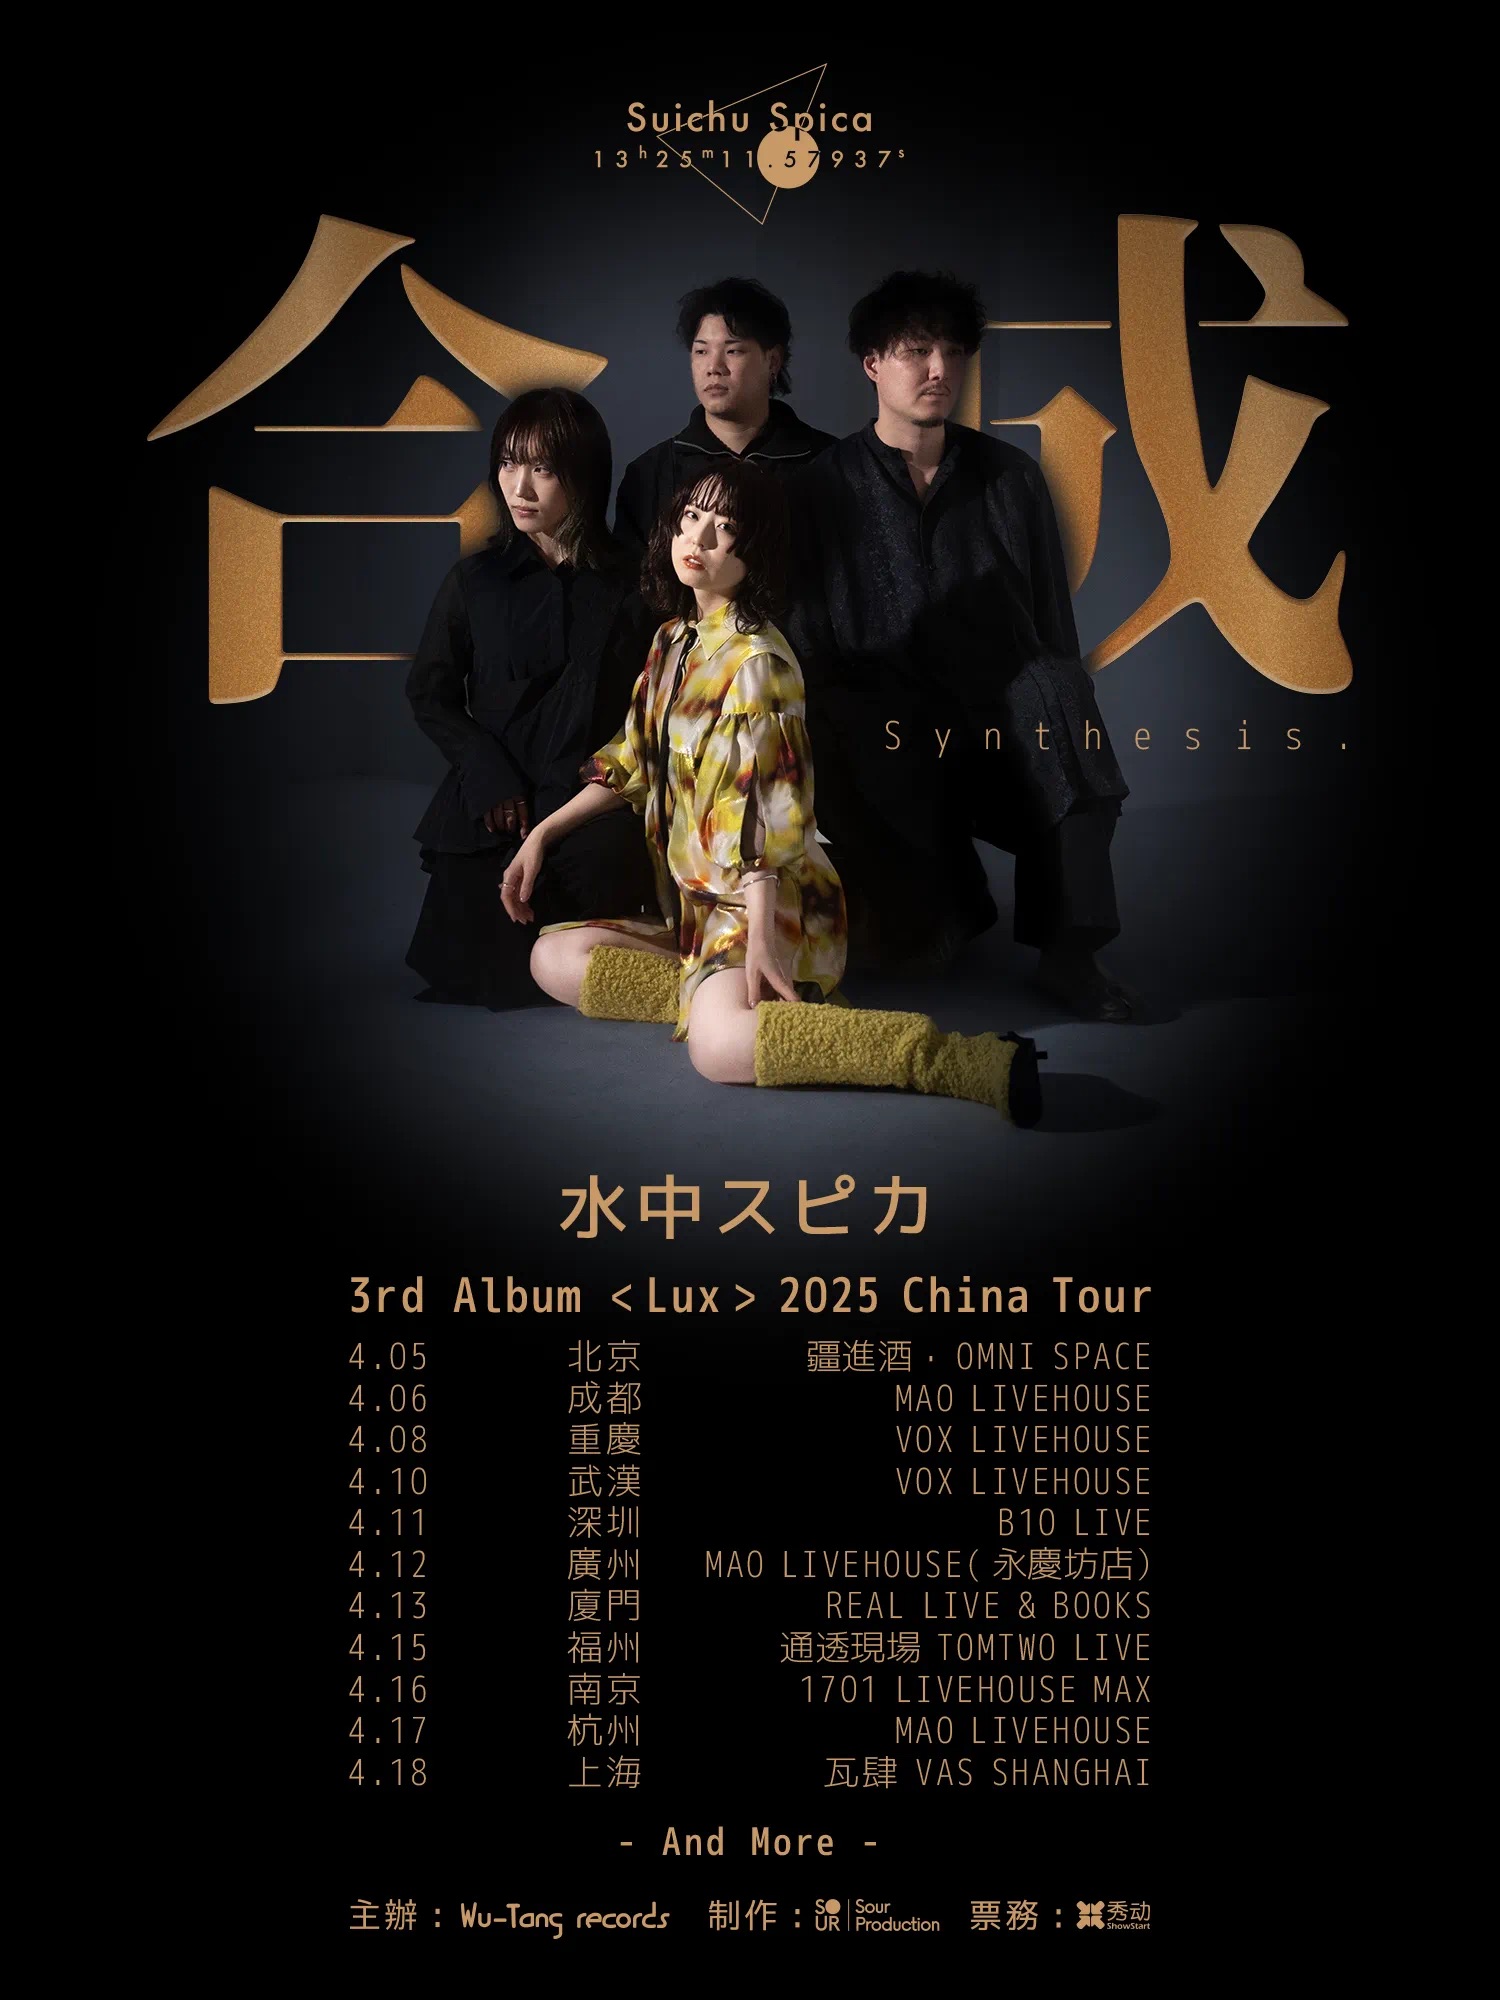 Suichu Spica
13h25m11.57937s
合成
Synthesis.
水中スピカ
3rd Album <Lux> 2025 China Tour
4.05 北京 疆進酒· OMNI SPACE
4.06 成都 MAO LIVEHOUSE
4.08 重慶 VOX LIVEHOUSE
4.10 武漢 VOX LIVEHOUSE
4.11 深圳 B10 LIVE
4.12 廣州 MAO LIVEHOUSE(永慶坊店)
4.13 廈門 REAL LIVE & BOOKS
4.15 福州 通透現場 TOMTWO LIVE
4.16 南京 1701 LIVEHOUSE MAX
4.17 杭州 MAO LIVEHOUSE
4.18 上海 瓦肆 VAS SHANGHAI
- And More -
主辦：Wu-Tang records 制作：SOUR Sour Production 票務：秀动 ShowStart